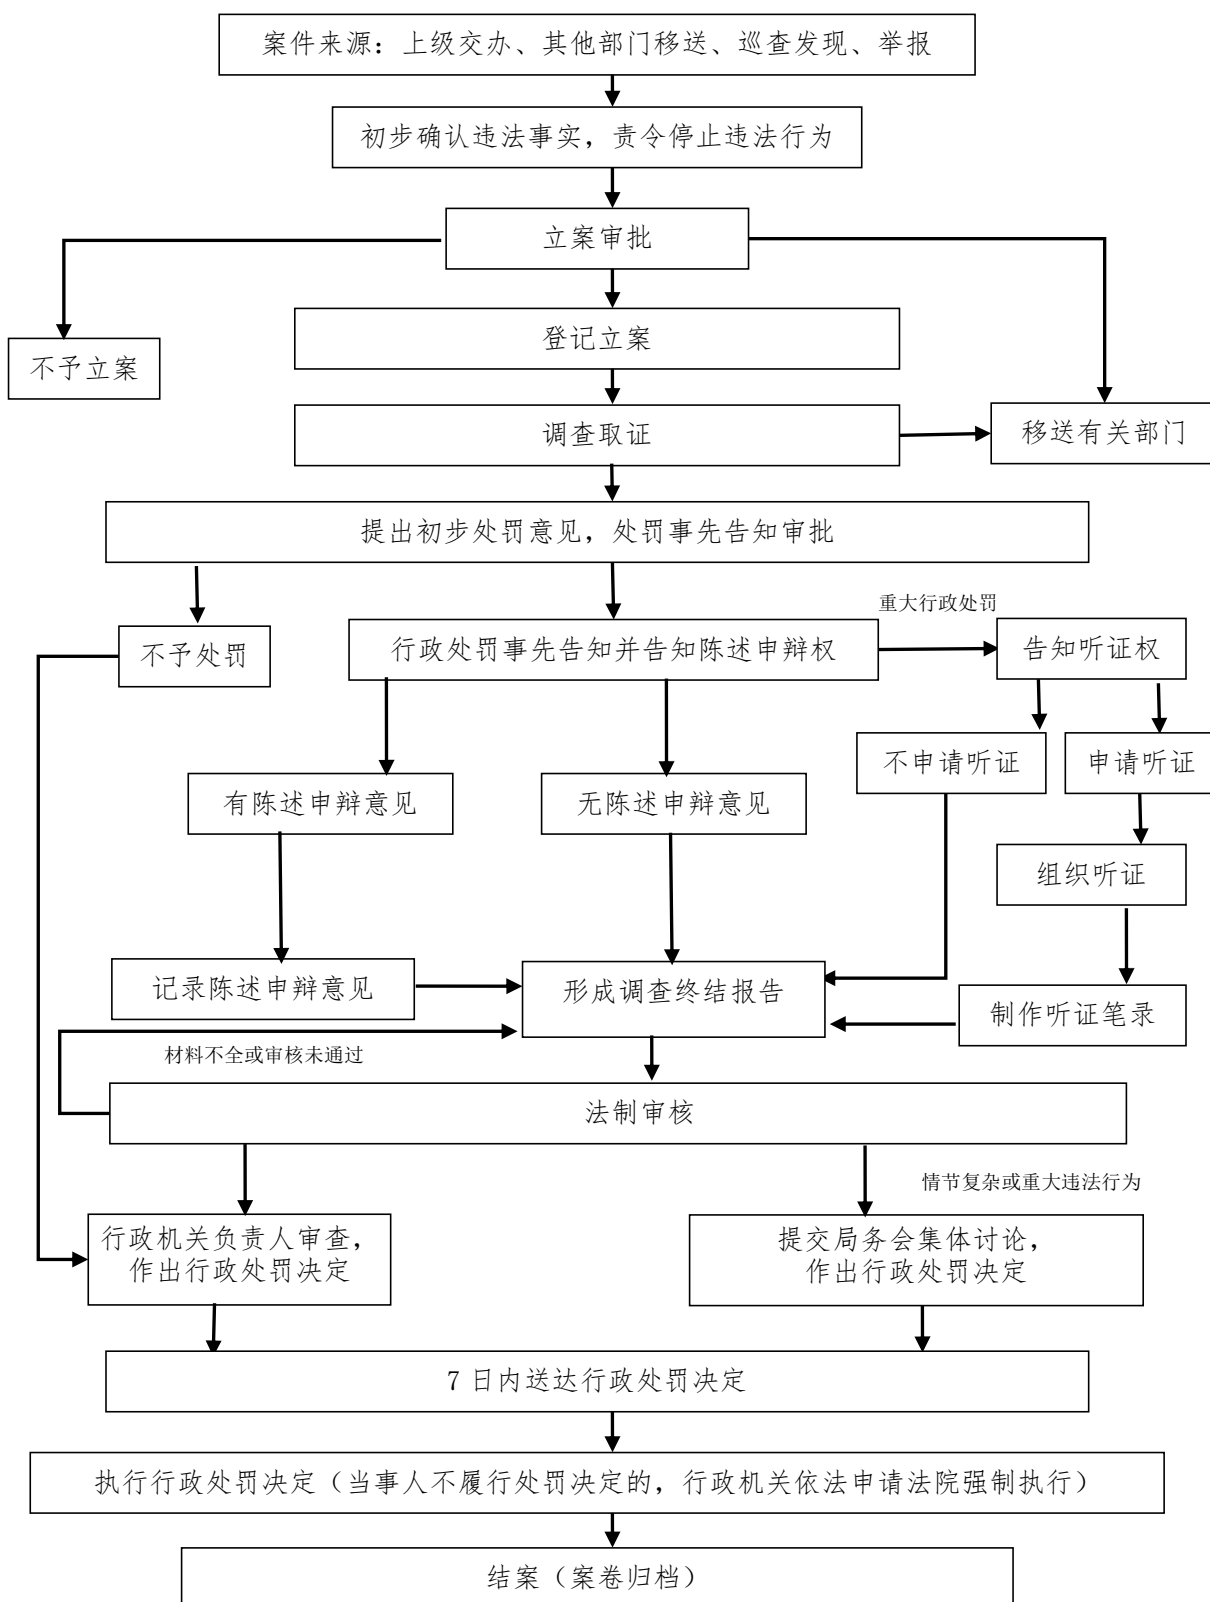 案件来源：上级交办、其他部门移送、巡查发现、举报
初步确认违法事实，责令停止违法行为
立案审批
登记立案
不予立案
调查取证
移送有关部门
提出初步处罚意见，处罚事先告知审批
重大行政处罚
不予处罚
行政处罚事先告知并告知陈述申辩权
告知听证权
不申请听证
申请听证
有陈述申辩意见
无陈述申辩意见
组织听证
记录陈述申辩意见
形成调查终结报告
制作听证笔录
材料不全或审核未通过
法制审核
情节复杂或重大违法行为
行政机关负责人审查，
作出行政处罚决定
提交局务会集体讨论，
作出行政处罚决定
7 日内送达行政处罚决定
执行行政处罚决定（当事人不履行处罚决定的，行政机关依法申请法院强制执行）
结案（案卷归档）